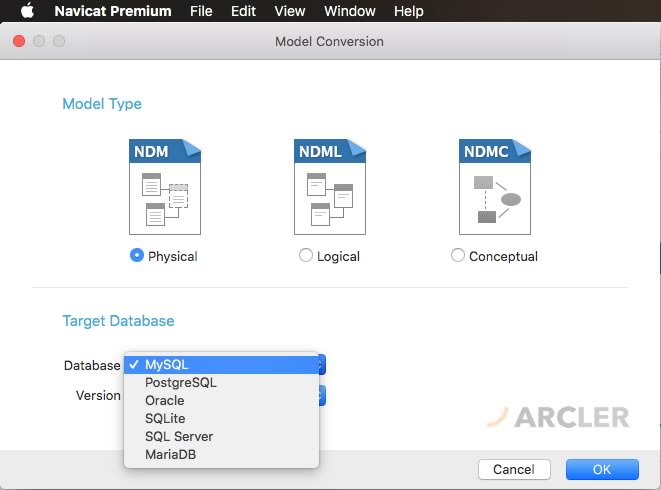 Navicat Premium File Edit View Window Help
Model Conversion
Model Type
NDM NDML NDMC
Physical Logical Conceptual
Target Database
Database ✓ MySQL
PostgreSQL
Version Oracle
SQLite
SQL Server
MariaDB
ARCLER
Cancel OK